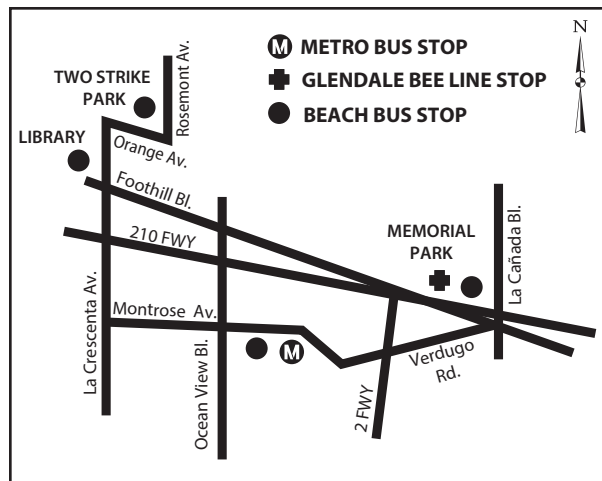 N
M METRO BUS STOP
GLENDALE BEE LINE STOP
BEACH BUS STOP
TWO STRIKE
PARK
Rosemont Av.
LIBRARY
Orange Av.
Foothill Bl.
210 FWY
MEMORIAL
PARK
La Cañada Bl.
La Crescenta Av.
Montrose Av.
Ocean View Bl.
M
Verdugo
Rd.
2 FWY